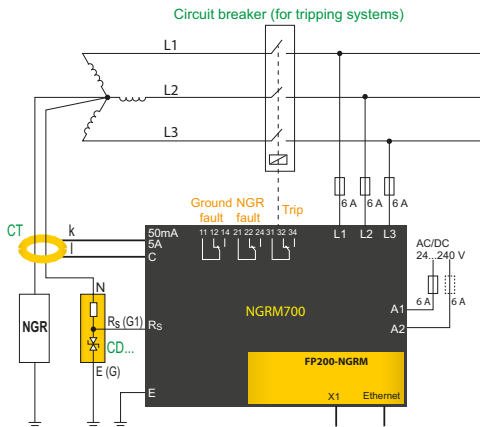 Circuit breaker (for tripping systems)
L1
L2
L3
6 A 6 A 6 A
Ground fault
NGR fault
Trip
CT
k
l
50mA
5A
C
11 12 14 21 22 24 31 32 34
L1 L2 L3
AC/DC
24...240 V
N
NGR
RS (G1)
RS
CD...
E (G)
E
NGRM700
A1
A2
6 A 6 A
FP200-NGRM
X1 Ethernet